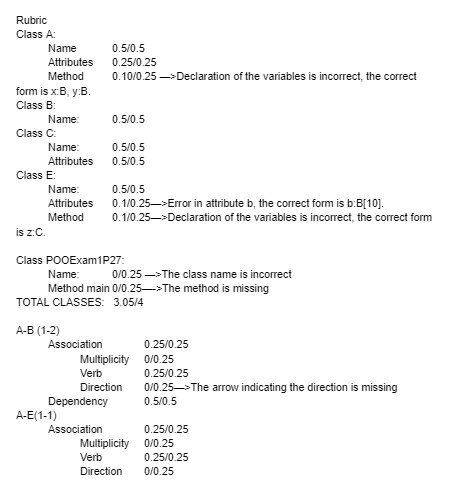 Rubric
Class A:
Name 0.5/0.5
Attributes 0.25/0.25
Method 0.10/0.25 —>Declaration of the variables is incorrect, the correct
form is x:B, y:B.
Class B:
Name: 0.5/0.5
Class C:
Name: 0.5/0.5
Attributes 0.5/0.5
Class E:
Name: 0.5/0.5
Attributes 0.1/0.25—>Error in attribute b, the correct form is b:B[10].
Method 0.1/0.25—>Declaration of the variables is incorrect, the correct form
is z:C.
Class POOExam1P27:
Name: 0/0.25 —>The class name is incorrect
Method main 0/0.25—>The method is missing
TOTAL CLASSES: 3.05/4
A-B (1-2)
Association 0.25/0.25
Multiplicity 0/0.25
Verb 0.25/0.25
Direction 0/0.25—>The arrow indicating the direction is missing
Dependency 0.5/0.5
A-E(1-1)
Association 0.25/0.25
Multiplicity 0/0.25
Verb 0.25/0.25
Direction 0/0.25